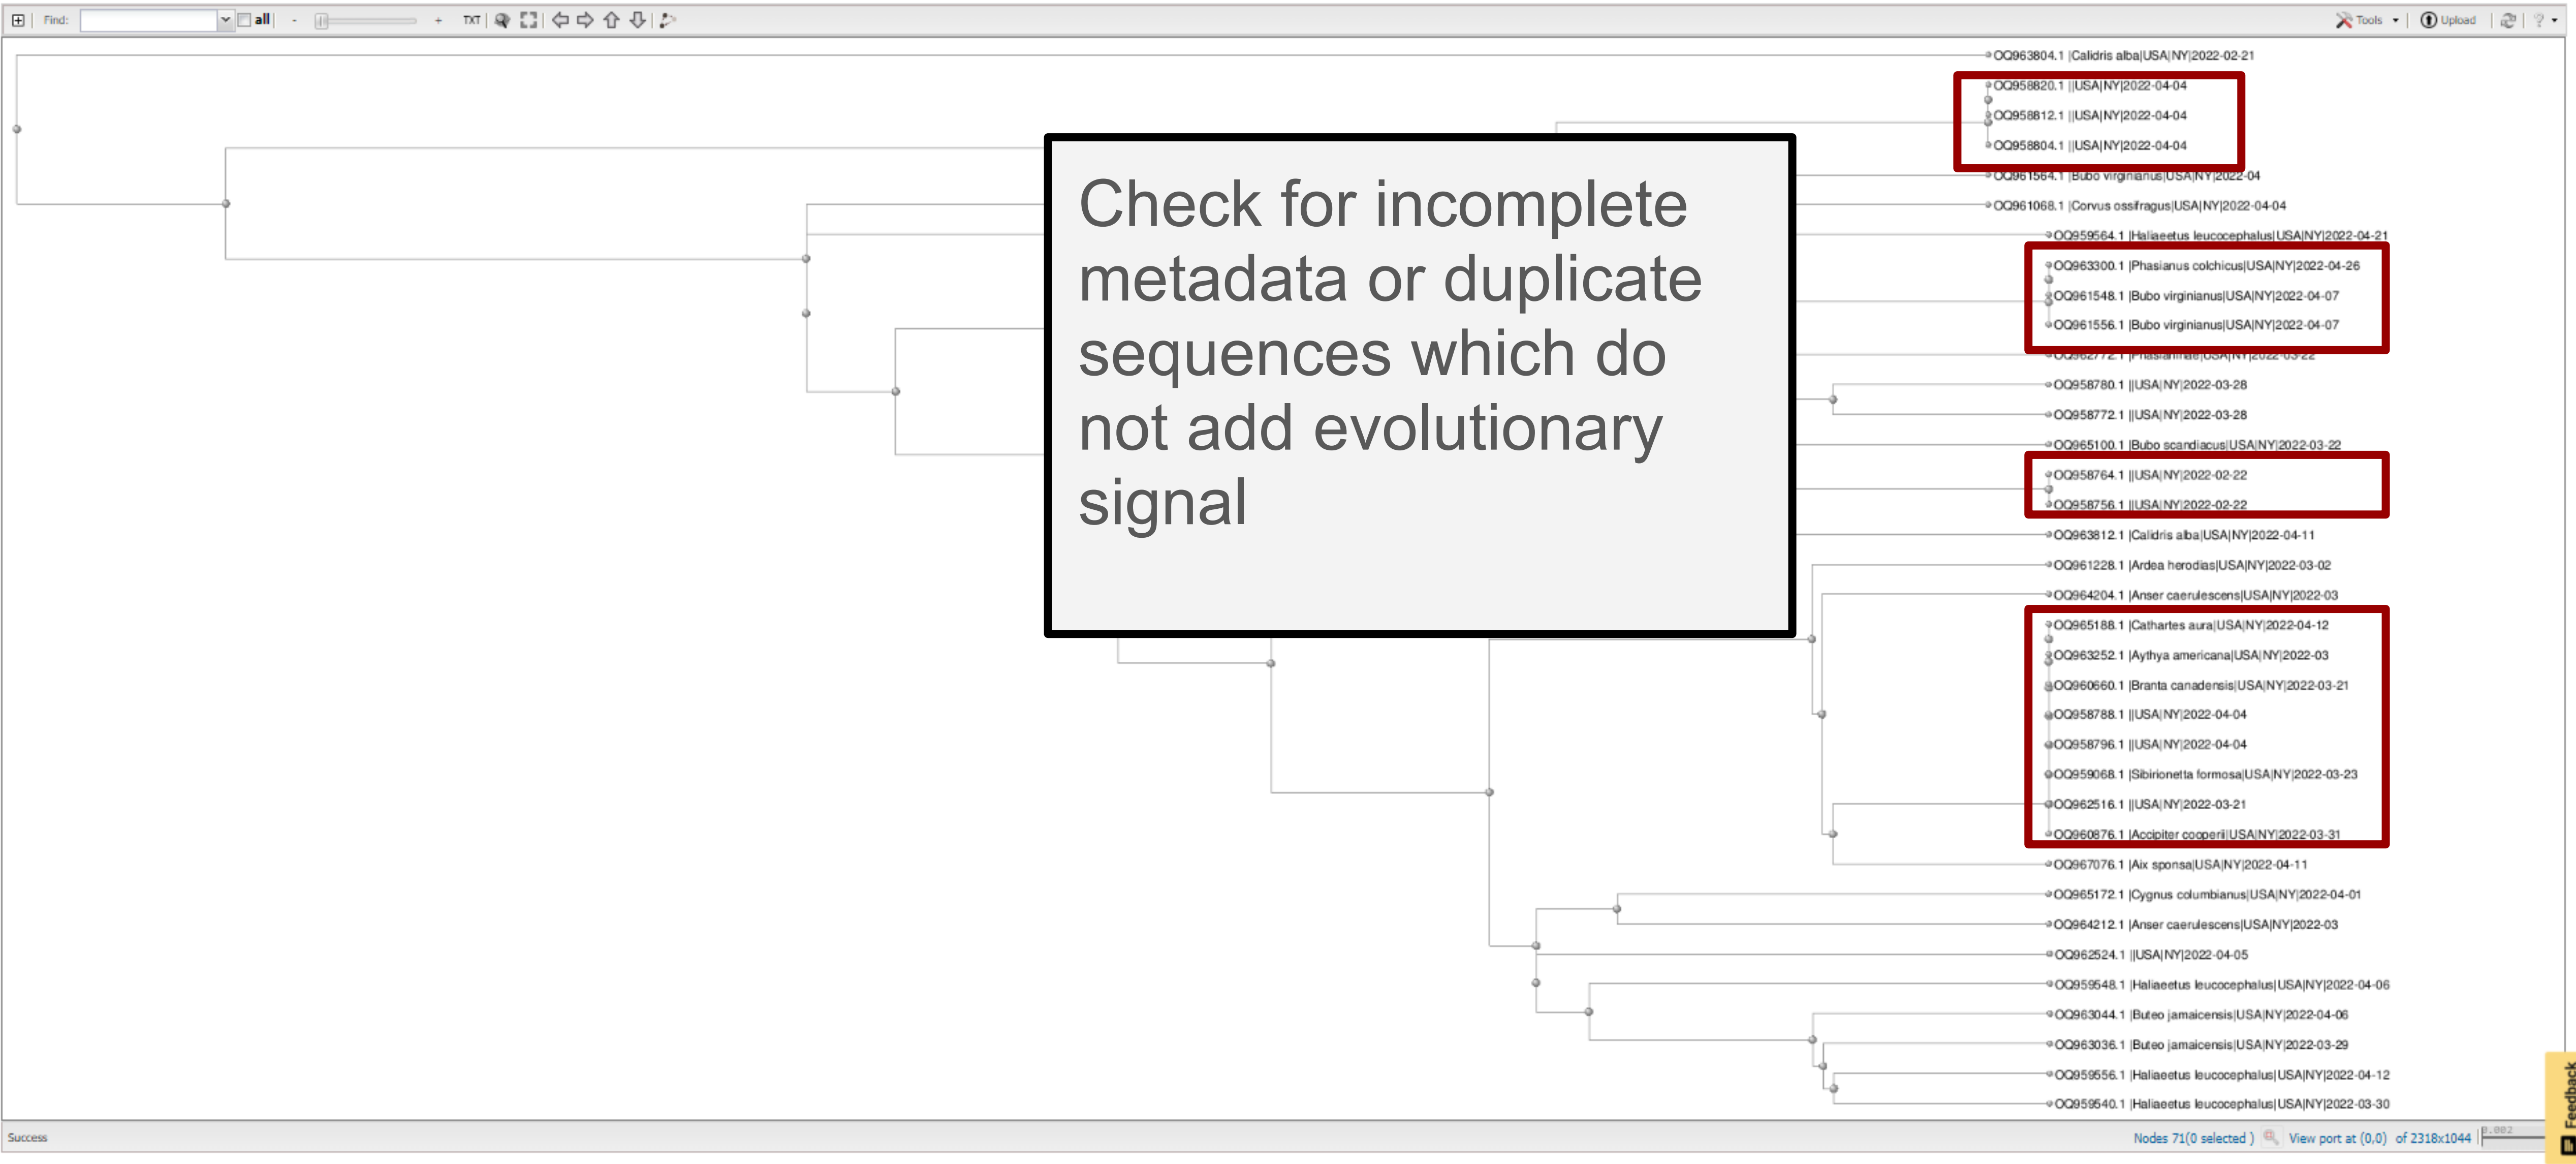 Find: all - + TXT Tools Upload ?
OQ963804.1 |Calidris alba|USA|NY|2022-02-21
OQ958820.1 ||USA|NY|2022-04-04
OQ958812.1 ||USA|NY|2022-04-04
OQ958804.1 ||USA|NY|2022-04-04
OQ961564.1 |Bubo virginianus|USA|NY|2022-04
OQ961068.1 |Corvus ossifragus|USA|NY|2022-04-04
OQ959564.1 |Haliaeetus leucocephalus|USA|NY|2022-04-21
OQ963300.1 |Phasianus colchicus|USA|NY|2022-04-26
OQ961548.1 |Bubo virginianus|USA|NY|2022-04-07
OQ961556.1 |Bubo virginianus|USA|NY|2022-04-07
OQ962772.1 |Phasianinae|USA|NY|2022-03-22
OQ958780.1 ||USA|NY|2022-03-28
OQ958772.1 ||USA|NY|2022-03-28
OQ965100.1 |Bubo scandiacus|USA|NY|2022-03-22
OQ958764.1 ||USA|NY|2022-02-22
OQ958756.1 ||USA|NY|2022-02-22
OQ963812.1 |Calidris alba|USA|NY|2022-04-11
OQ961228.1 |Ardea herodias|USA|NY|2022-03-02
OQ964204.1 |Anser caerulescens|USA|NY|2022-03
OQ965188.1 |Cathartes aura|USA|NY|2022-04-12
OQ963252.1 |Aythya americana|USA|NY|2022-03
OQ960660.1 |Branta canadensis|USA|NY|2022-03-21
OQ958788.1 ||USA|NY|2022-04-04
OQ958796.1 ||USA|NY|2022-04-04
OQ959068.1 |Sibirionetta formosa|USA|NY|2022-03-23
OQ962516.1 ||USA|NY|2022-03-21
OQ960876.1 |Accipiter cooperii|USA|NY|2022-03-31
OQ967076.1 |Aix sponsa|USA|NY|2022-04-11
OQ965172.1 |Cygnus columbianus|USA|NY|2022-04-01
OQ964212.1 |Anser caerulescens|USA|NY|2022-03
OQ962524.1 ||USA|NY|2022-04-05
OQ959548.1 |Haliaeetus leucocephalus|USA|NY|2022-04-06
OQ963044.1 |Buteo jamaicensis|USA|NY|2022-04-06
OQ963036.1 |Buteo jamaicensis|USA|NY|2022-03-29
OQ959556.1 |Haliaeetus leucocephalus|USA|NY|2022-04-12
OQ959540.1 |Haliaeetus leucocephalus|USA|NY|2022-03-30
Check for incomplete
metadata or duplicate
sequences which do
not add evolutionary
signal
Feedback
Success Nodes 71(0 selected ) View port at (0,0) of 2318x1044 0.002